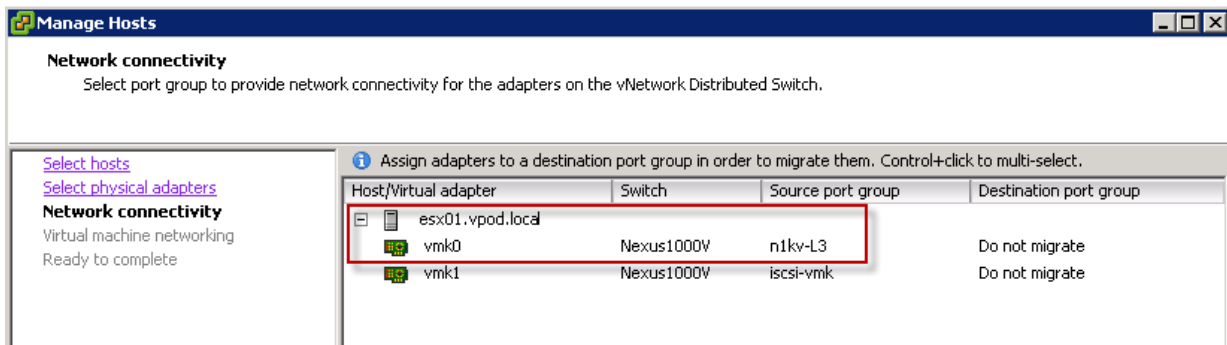 Manage Hosts
Network connectivity
Select port group to provide network connectivity for the adapters on the vNetwork Distributed Switch.
Select hosts
Select physical adapters
Network connectivity
Virtual machine networking
Ready to complete
Assign adapters to a destination port group in order to migrate them. Control+click to multi-select.
Host/Virtual adapter Switch Source port group Destination port group
esx01.vpod.local
vmk0 Nexus1000V n1kv-L3 Do not migrate
vmk1 Nexus1000V iscsi-vmk Do not migrate